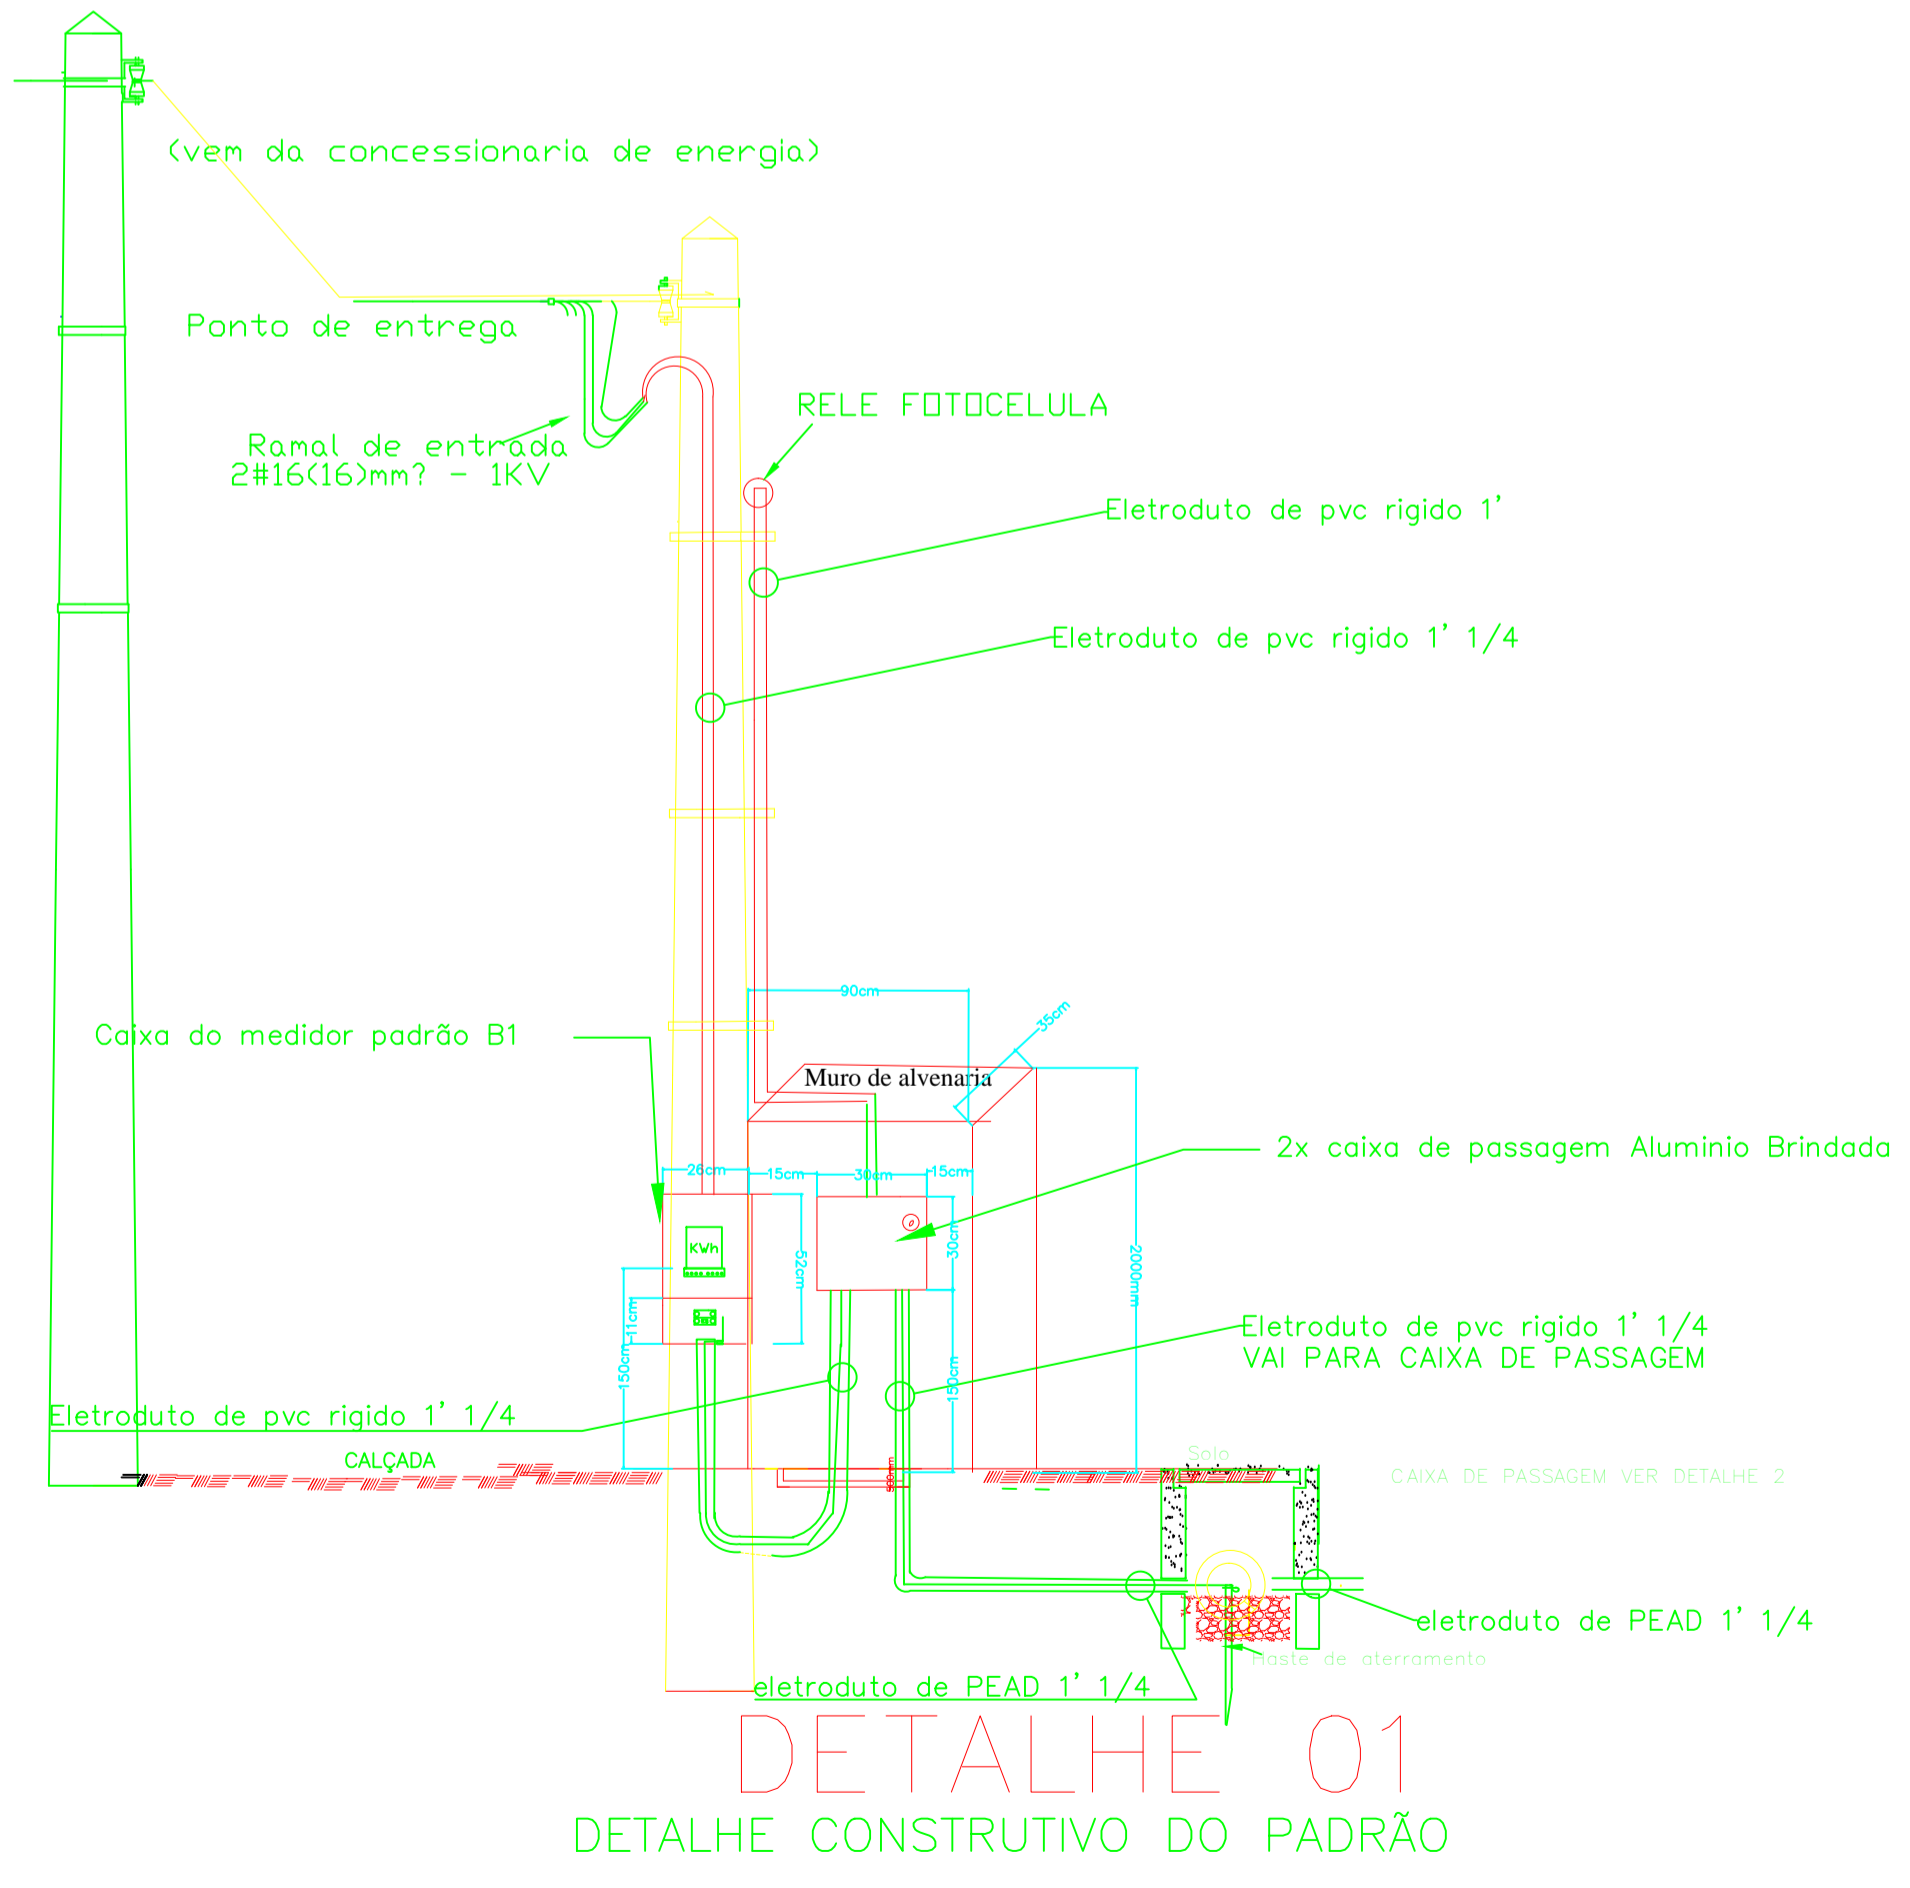 (vem da concessionaria de energia)
Ponto de entrega
RELE FOTOCELULA
Ramal de entrada
2#16(16)mm? - 1KV
Eletroduto de pvc rigido 1'
Eletroduto de pvc rigido 1' 1/4
90cm
35cm
Caixa do medidor padrão B1
Muro de alvenaria
2x caixa de passagem Aluminio Brindada
26cm
15cm
30cm
15cm
KWh
52cm
30cm
2000mm
11cm
150cm
150cm
Eletroduto de pvc rigido 1' 1/4
VAI PARA CAIXA DE PASSAGEM
Eletroduto de pvc rigido 1' 1/4
CALÇADA
500mm
Solo
CAIXA DE PASSAGEM VER DETALHE 2
eletroduto de PEAD 1' 1/4
Haste de aterramento
eletroduto de PEAD 1' 1/4
DETALHE 01
DETALHE CONSTRUTIVO DO PADRÃO